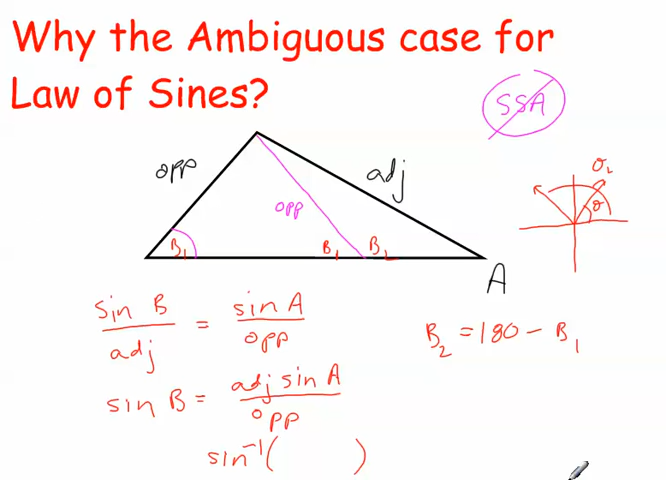 Why the Ambiguous case for
Law of Sines?
SSA
opp
adj
opp
B₁
B₁
B₂
A
θ₂
θ
sin B / adj = sin A / opp
B₂ = 180 − B₁
sin B = adj sin A / opp
sin⁻¹( )